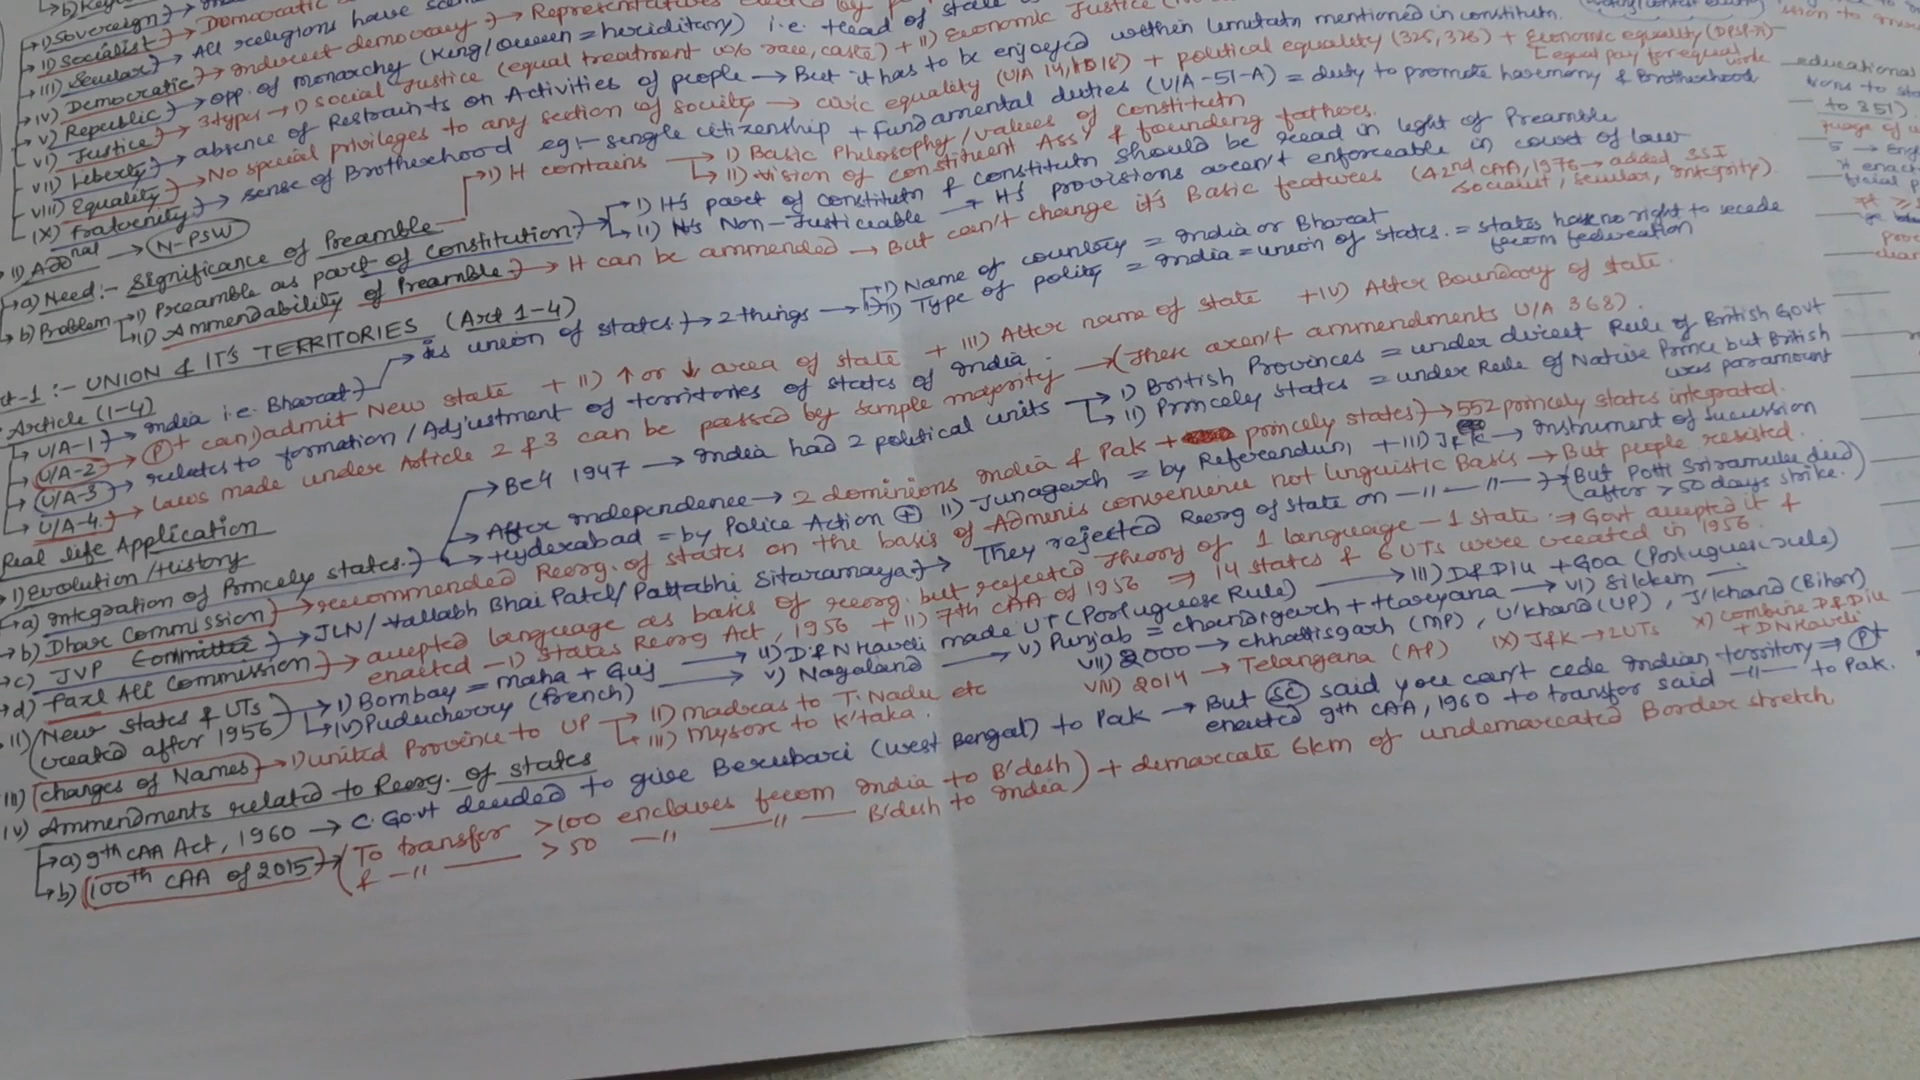 ↳b) Key
→i) Sovereign}→
→ii) Socialist}→ Democratic
→iii) Secular}→ All religions have
→iv) Democratic}→ Indirect democracy}→ Representatives elected by
→v) Republic}→ opp. of monarchy (King/Queen = hereditary) i.e. Head of state
→vi) Justice}→ 3 types →i) Social Justice (equal treatment w/o race, caste) + ii) Economic Justice
→vii) Liberty}→ absence of Restraints on Activities of people → But it has to be enjoyed within limitatn mentioned in constitutn.
→viii) Equality}→ No special privileges to any section of society → civic equality (U/A 14, to 18) + political equality (325, 326) + Economic equality (DPSP-
[equal pay for equal work
→ix) Fraternity}→ sense of Brotherhood eg:- single citizenship + Fundamental duties (U/A-51-A) = duty to promote harmony & Brotherhood
→ii) Addnal → (N-PSW)
↳a) Need:- Significance of Preamble →i) It contains → i) Basic Philosophy/values of Constitutn
↳ii) vision of constituent Assy & founding fathers.
→b) Problem →i) Preamble as part of Constitution} → i) It's part of constitutn & constitutn should be read in light of Preamble
↳ii) It's Non-Justiceable → It's provisions aren't enforceable in court of law
↳ii) Ammendability of Preamble}→ It can be ammended → But can't change it's Basic features (42nd CAA, 1976 → added SSI
Socialist, Secular, Integrity).
:- UNION & IT'S TERRITORIES (Art 1-4)
Article (1-4)
→ U/A-1}→ India i.e. Bharat} → is union of states}→ 2 things → i) Name of country = India or Bharat
↳ii) Type of polity = India = union of states. = states have no right to secede
from federation
→ (U/A-2)→ (P)+ can) admit New state + ii) ↑ or ↓ area of state + iii) Alter name of state + iv) Alter Boundary of state.
→ (U/A-3)→ relates to formation/Adjustment of territories of states of India.
→ U/A-4}→ laws made under Article 2 & 3 can be passed by simple majority → (These aren't ammendments U/A 368).
Real life Application
→i) Evolution/History → Be4 1947 → India had 2 political units → i) British Provinces = under direct Rule of British Govt
↳ii) Princely states = under Rule of Native Prince but British
was paramount
→a) Integration of Princely states.} → After independence → 2 dominions India & Pak + princely states}→ 552 princely states integrated.
→ Hyderabad = by Police Action (+) ii) Junagarh = by Referendum, + iii) J&K → Instrument of Sucussion
→b) Dhar Commission}→ recommended Reorg. of states on the basis of Adminis convenience not linguistic Basis → But people resisted.
→c) JVP Committee}→ JLN/Vallabh Bhai Patel/Pattabhi Sitaramaya}→ They rejected Reorg of state on —"— —"—}→ (But Potti Sriramulu died
after > 50 days strike.)
→d) Fazl Ali Commission}→ accepted language as basis of reorg. but rejected Theory of 1 language - 1 state → Govt accepted it &
enacted - i) States Reorg Act, 1956 + ii) 7th CAA of 1956 → 14 states & 6 UTs were created in 1956.
ii) (New States & UTs created after 1956) → i) Bombay = Maha + Guj → ii) D&N Haveli made UT (Portuguese Rule) → iii) D&Diu + Goa (Portuguese rule)
↳iv) Puducherry (French) → v) Nagaland → v) Punjab = Chandigarh + Haryana → vi) Sikkim —
vii) 2000 → Chhattisgarh (MP), U'khand (UP), J'khand (Bihar)
viii) 2014 → Telangana (AP) ix) J&K → 2 UTs x) combine D&Diu
+ DN Haveli
iii) [changes of Names}→ i) United Province to UP → ii) Madras to T. Nadu etc
↳iii) Mysore to K'taka.
iv) Ammendments related to Reorg. of states
→a) 9th CAA Act, 1960 → C. Govt decided to give Berubari (West Bengal) to Pak → But (SC) said you can't cede Indian territory → (P)+
enacted 9th CAA, 1960 to transfer said —"— to Pak.
↳b) [100th CAA of 2015]→ (To transfer >100 enclaves from India to B'desh) + demarcate 6km of undemarcated Border stretch
& —"— > 50 —"— —"— B'desh to India)
educational
to 351)